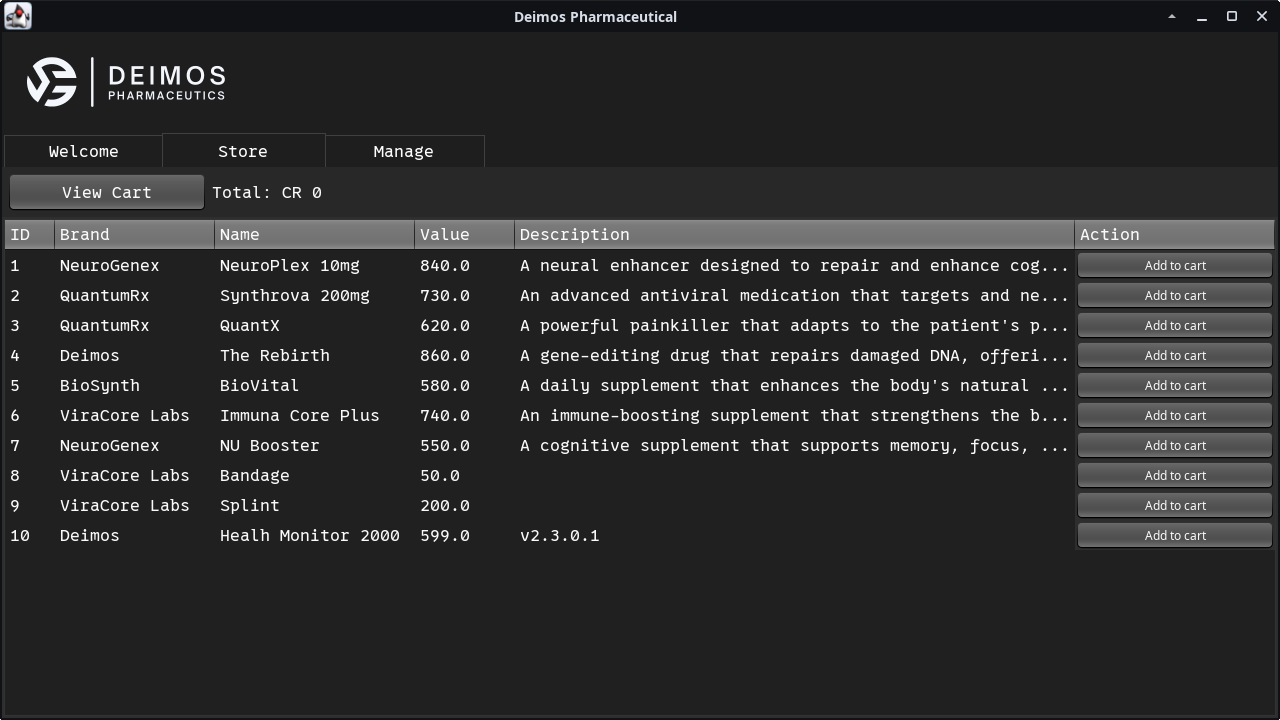 Deimos Pharmaceutical
DEIMOS
PHARMACEUTICS
Welcome Store Manage
View Cart Total: CR 0
ID Brand Name Value Description Action
1 NeuroGenex NeuroPlex 10mg 840.0 A neural enhancer designed to repair and enhance cog... Add to cart
2 QuantumRx Synthrova 200mg 730.0 An advanced antiviral medication that targets and ne... Add to cart
3 QuantumRx QuantX 620.0 A powerful painkiller that adapts to the patient's p... Add to cart
4 Deimos The Rebirth 860.0 A gene-editing drug that repairs damaged DNA, offeri... Add to cart
5 BioSynth BioVital 580.0 A daily supplement that enhances the body's natural ... Add to cart
6 ViraCore Labs Immuna Core Plus 740.0 An immune-boosting supplement that strengthens the b... Add to cart
7 NeuroGenex NU Booster 550.0 A cognitive supplement that supports memory, focus, ... Add to cart
8 ViraCore Labs Bandage 50.0 Add to cart
9 ViraCore Labs Splint 200.0 Add to cart
10 Deimos Healh Monitor 2000 599.0 v2.3.0.1 Add to cart